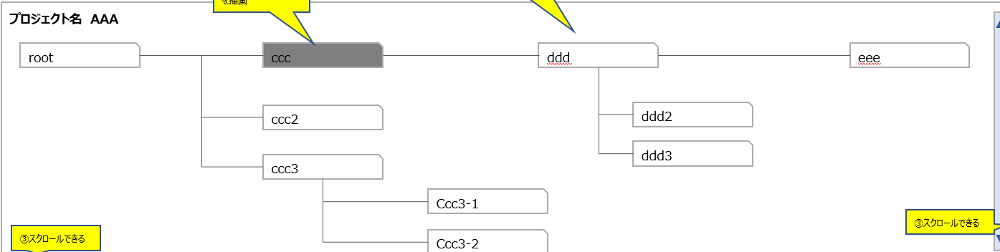 を描画
プロジェクト名 AAA
root
ccc
ddd
eee
ccc2
ddd2
ccc3
ddd3
Ccc3-1
③スクロールできる
③スクロールできる
Ccc3-2